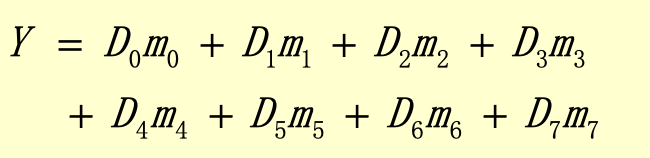 Y = D₀m₀ + D₁m₁ + D₂m₂ + D₃m₃
+ D₄m₄ + D₅m₅ + D₆m₆ + D₇m₇